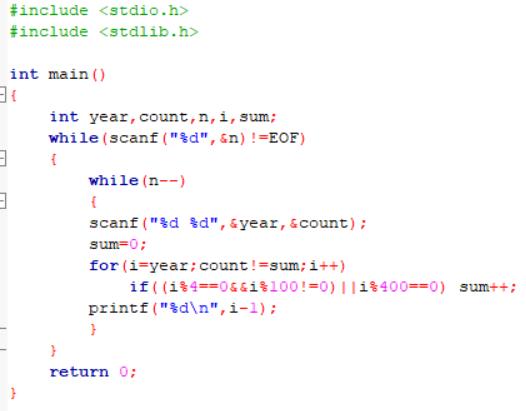 #include <stdio.h>
#include <stdlib.h>
int main()
{
int year,count,n,i,sum;
while(scanf("%d",&n)!=EOF)
{
while(n--)
{
scanf("%d %d",&year,&count);
sum=0;
for(i=year;count!=sum;i++)
if((i%4==0&&i%100!=0)||i%400==0) sum++;
printf("%d\n",i-1);
}
}
return 0;
}